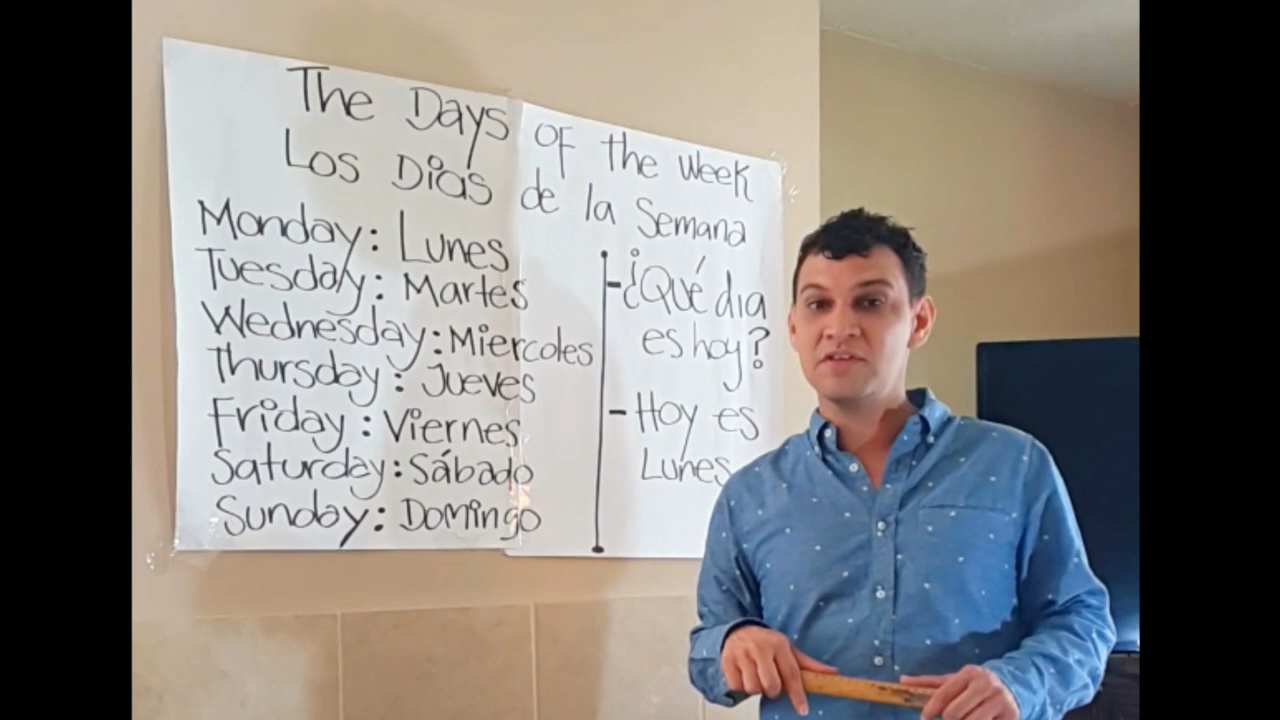 The Days of the Week
Los Dias de la Semana
Monday: Lunes
Tuesday: Martes
Wednesday: Miercoles
Thursday: Jueves
Friday: Viernes
Saturday: Sábado
Sunday: Domingo
-¿Qué dia
es hoy?
- Hoy es
Lunes